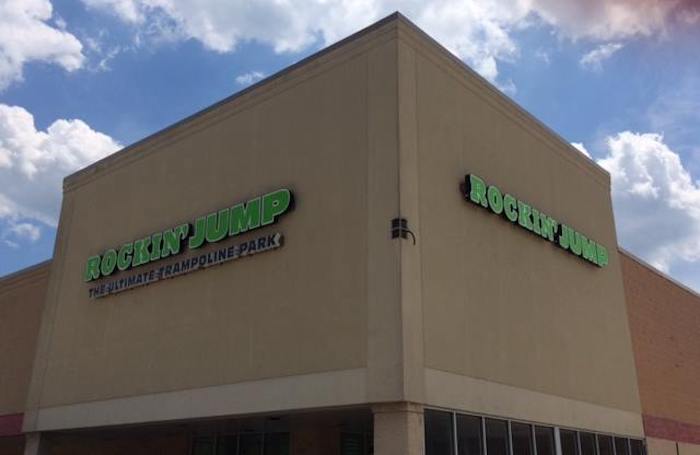 ROCKIN' JUMP
THE ULTIMATE TRAMPOLINE PARK
ROCKIN' JUMP